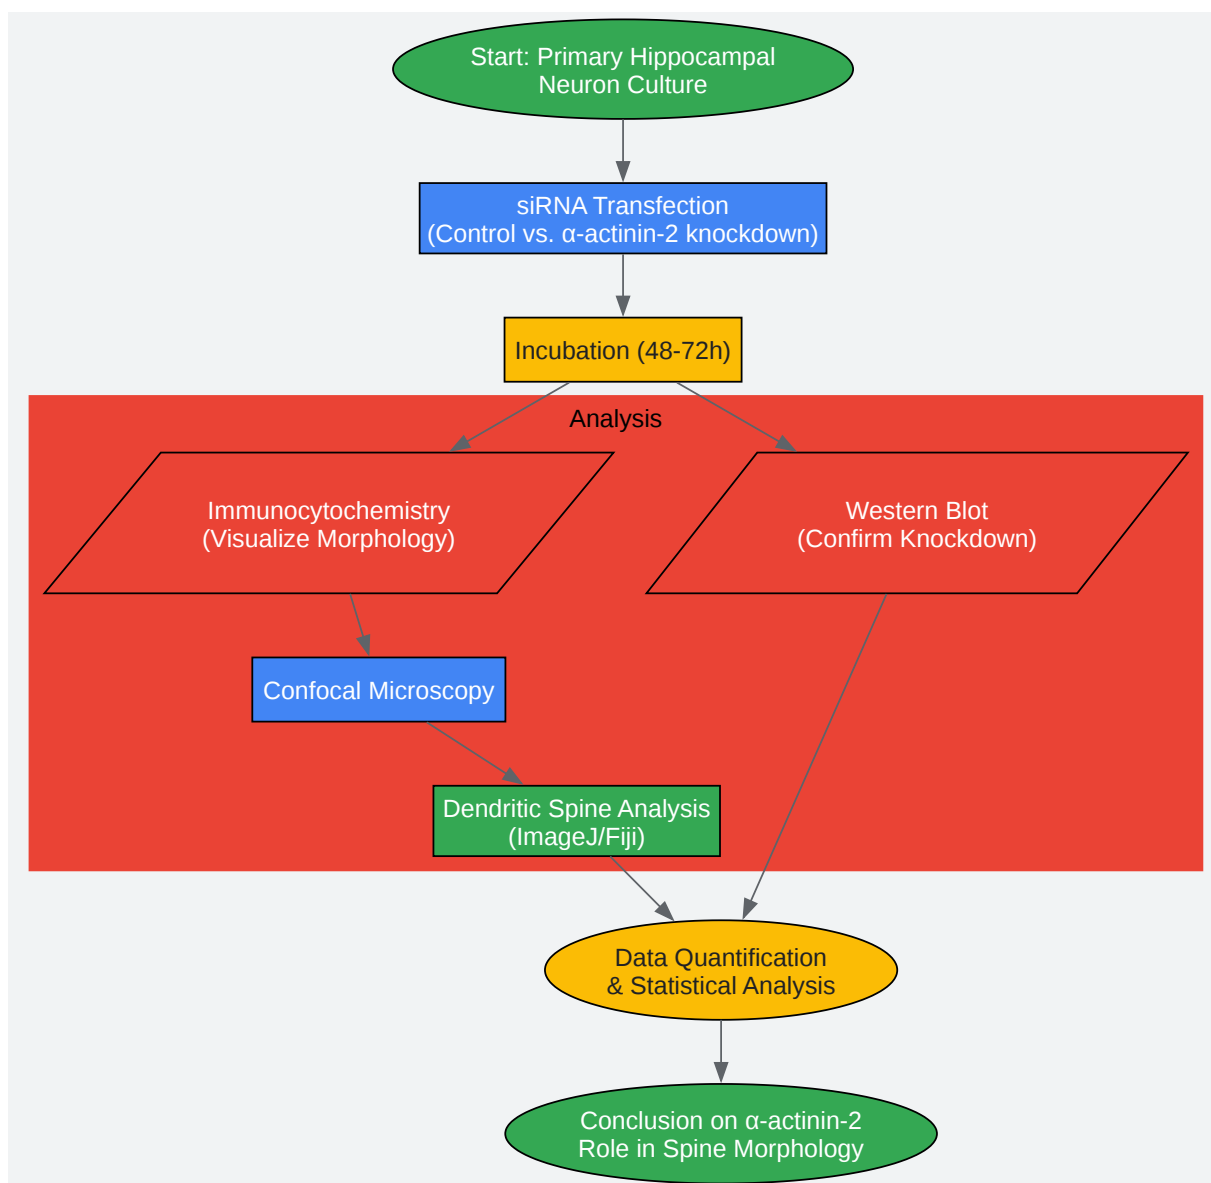 Start: Primary Hippocampal
Neuron Culture
siRNA Transfection
(Control vs. α-actinin-2 knockdown)
Incubation (48-72h)
Analysis
Immunocytochemistry
(Visualize Morphology)
Western Blot
(Confirm Knockdown)
Confocal Microscopy
Dendritic Spine Analysis
(ImageJ/Fiji)
Data Quantification
& Statistical Analysis
Conclusion on α-actinin-2
Role in Spine Morphology